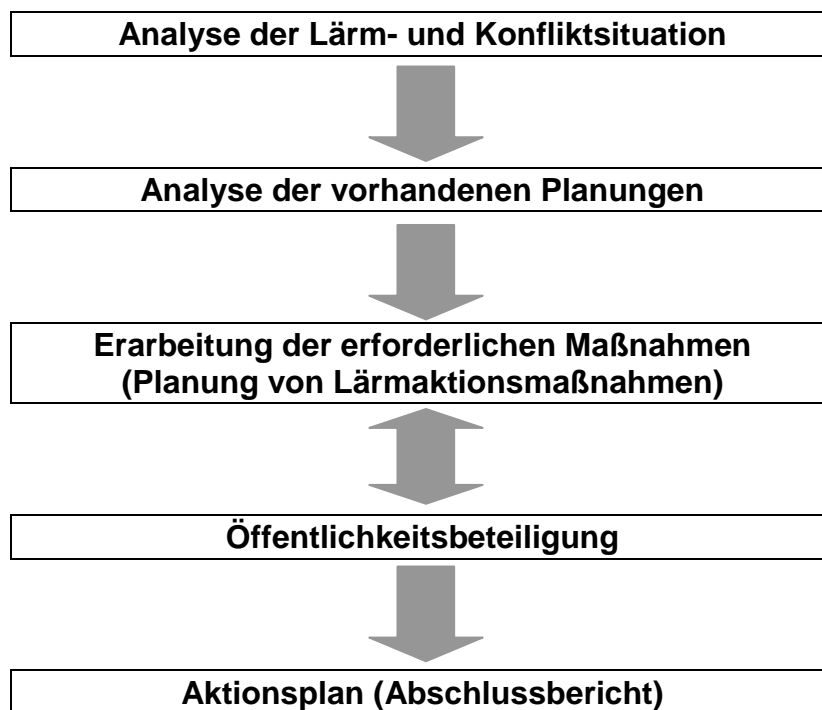 Analyse der Lärm- und Konfliktsituation
Analyse der vorhandenen Planungen
Erarbeitung der erforderlichen Maßnahmen
(Planung von Lärmaktionsmaßnahmen)
Öffentlichkeitsbeteiligung
Aktionsplan (Abschlussbericht)